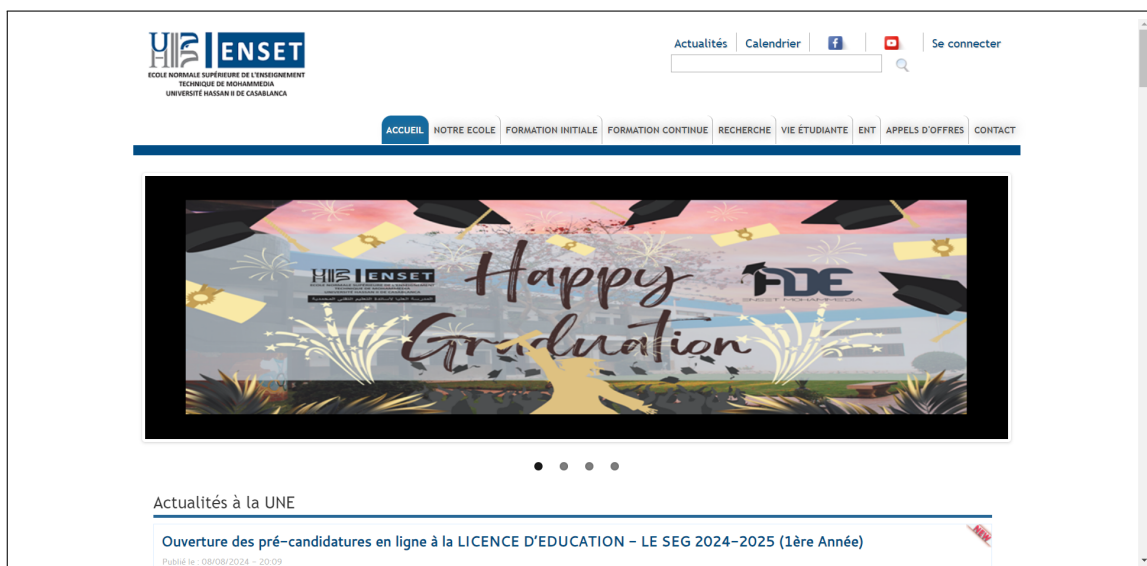 UH2C ENSET
ECOLE NORMALE SUPÉRIEURE DE L'ENSEIGNEMENT
TECHNIQUE DE MOHAMMEDIA
UNIVERSITÉ HASSAN II DE CASABLANCA
Actualités Calendrier Se connecter
ACCUEIL NOTRE ECOLE FORMATION INITIALE FORMATION CONTINUE RECHERCHE VIE ÉTUDIANTE ENT APPELS D'OFFRES CONTACT
Happy
ENSET
ADE
ENSET MOHAMMEDIA
Graduation
Actualités à la UNE
NEW
Ouverture des pré-candidatures en ligne à la LICENCE D'EDUCATION - LE SEG 2024-2025 (1ère Année)
Publié le : 08/08/2024 - 20:09